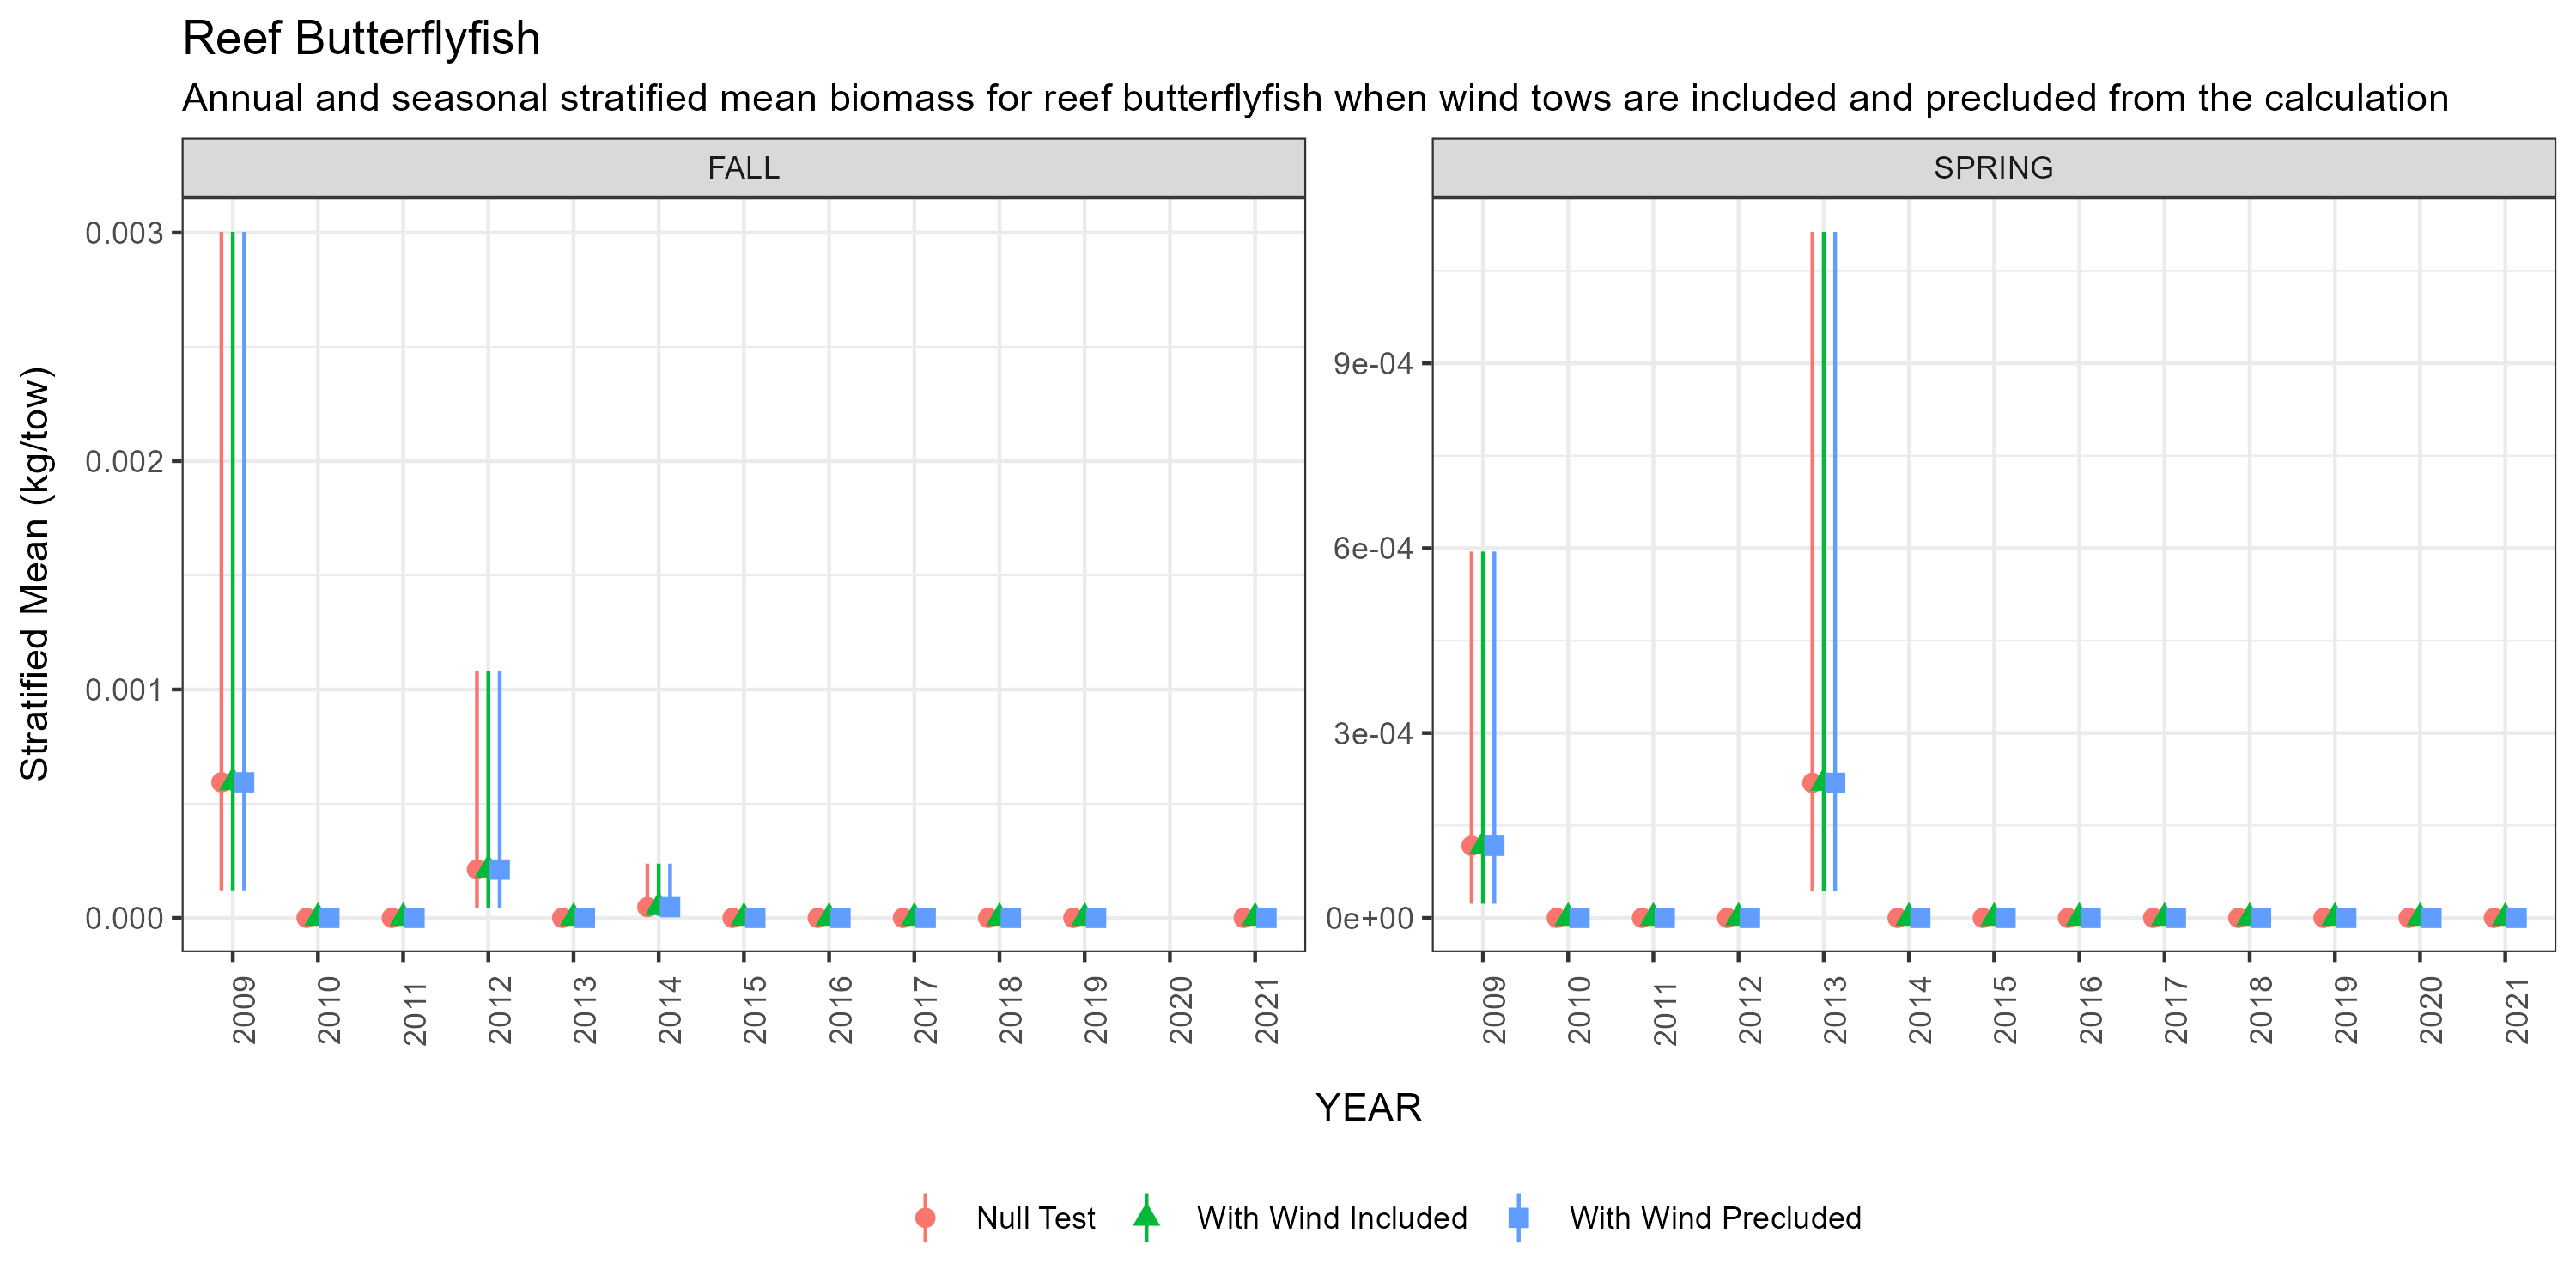 Reef Butterflyfish
Annual and seasonal stratified mean biomass for reef butterflyfish when wind tows are included and precluded from the calculation
FALL
SPRING
Stratified Mean (kg/tow)
0.003
0.002
0.001
0.000
9e-04
6e-04
3e-04
0e+00
2009 2010 2011 2012 2013 2014 2015 2016 2017 2018 2019 2020 2021
2009 2010 2011 2012 2013 2014 2015 2016 2017 2018 2019 2020 2021
YEAR
Null Test With Wind Included With Wind Precluded